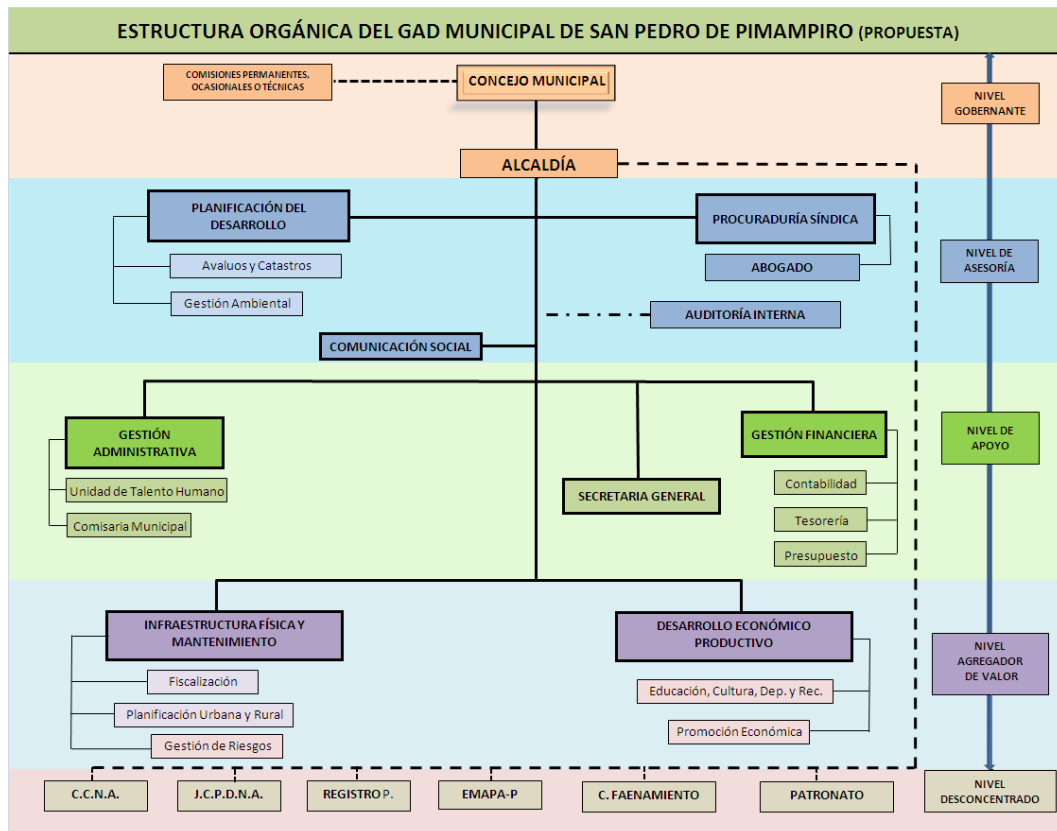 ESTRUCTURA ORGÁNICA DEL GAD MUNICIPAL DE SAN PEDRO DE PIMAMPIRO (PROPUESTA)
COMISIONES PERMANENTES,
OCASIONALES O TÉCNICAS
CONCEJO MUNICIPAL
NIVEL
GOBERNANTE
ALCALDÍA
PLANIFICACIÓN DEL
DESARROLLO
PROCURADURÍA SÍNDICA
Avaluos y Catastros
ABOGADO
NIVEL DE
ASESORÍA
Gestión Ambiental
AUDITORÍA INTERNA
COMUNICACIÓN SOCIAL
GESTIÓN
ADMINISTRATIVA
GESTIÓN FINANCIERA
NIVEL DE
APOYO
Unidad de Talento Humano
SECRETARIA GENERAL
Contabilidad
Comisaria Municipal
Tesorería
Presupuesto
INFRAESTRUCTURA FÍSICA Y
MANTENIMIENTO
DESARROLLO ECONÓMICO
PRODUCTIVO
NIVEL
AGREGADOR
DE VALOR
Fiscalización
Educación, Cultura, Dep. y Rec.
Planificación Urbana y Rural
Promoción Económica
Gestión de Riesgos
C.C.N.A.
J.C.P.D.N.A.
REGISTRO P.
EMAPA-P
C. FAENAMIENTO
PATRONATO
NIVEL
DESCONCENTRADO